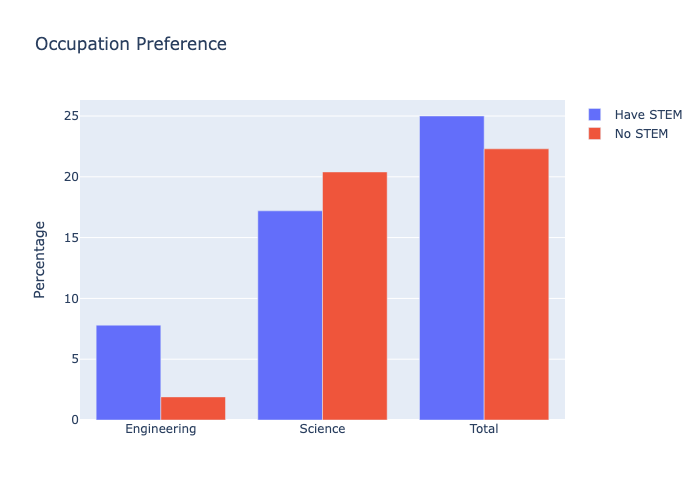 Occupation Preference
Have STEM
No STEM
Percentage
25
20
15
10
5
0
Engineering
Science
Total